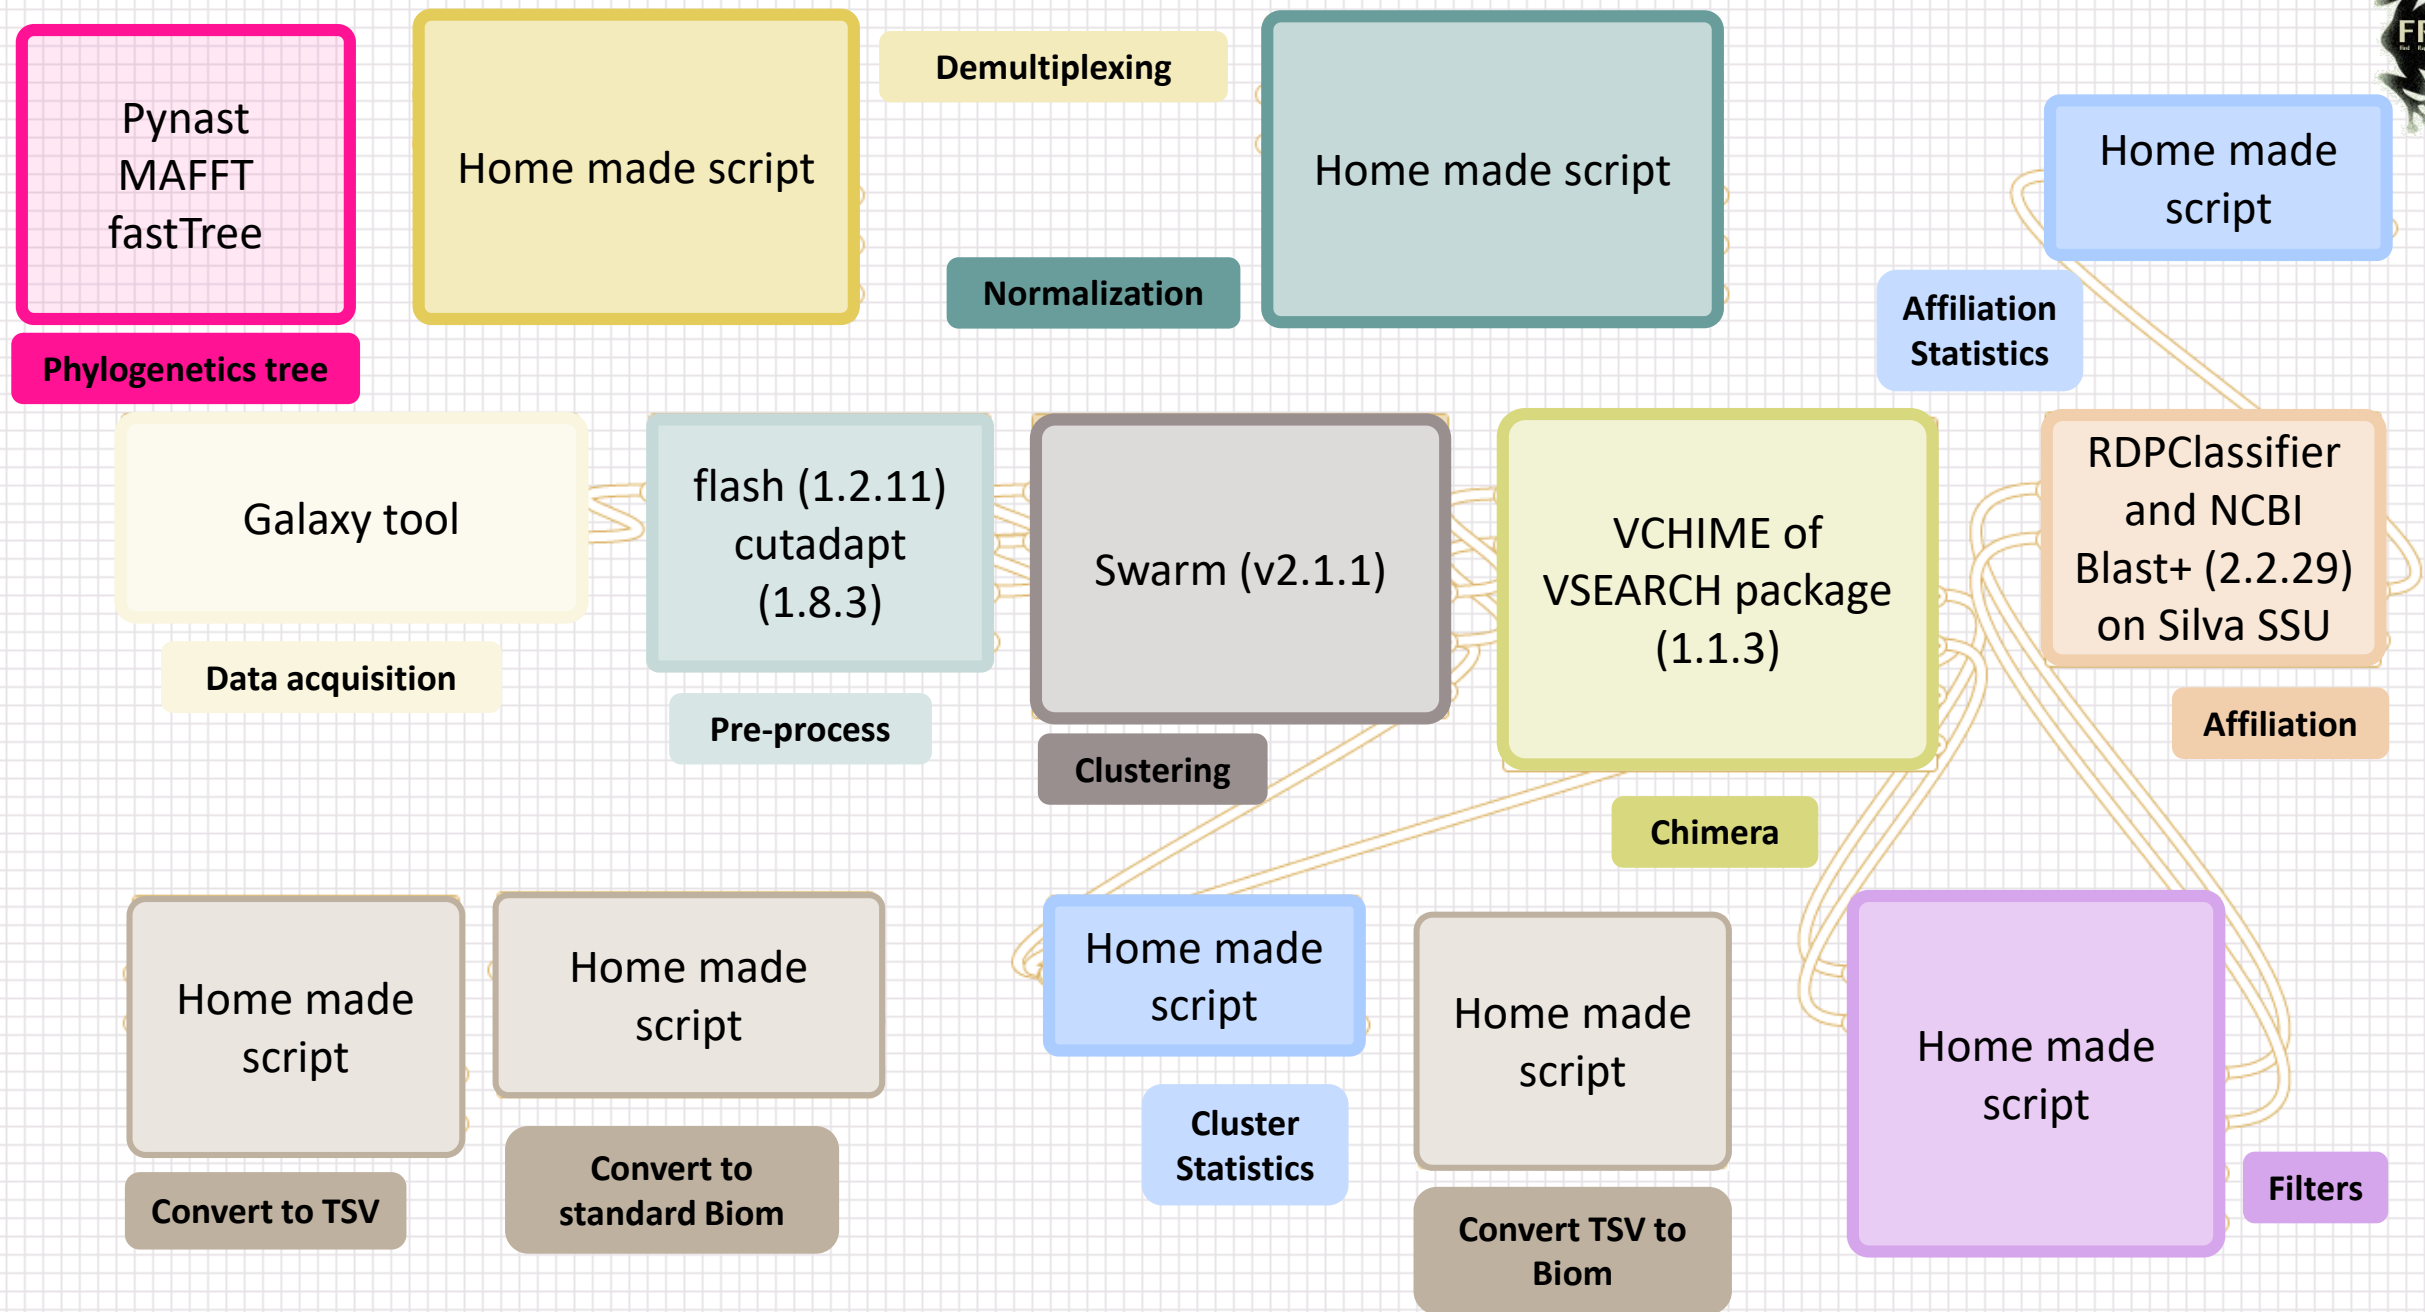 Pynast
MAFFT
fastTree
Phylogenetics tree
Home made script
Demultiplexing
Normalization
Home made script
Home made
script
Affiliation
Statistics
Galaxy tool
Data acquisition
flash (1.2.11)
cutadapt
(1.8.3)
Pre-process
Swarm (v2.1.1)
Clustering
VCHIME of
VSEARCH package
(1.1.3)
Chimera
RDPClassifier
and NCBI
Blast+ (2.2.29)
on Silva SSU
Affiliation
Home made
script
Convert to TSV
Home made
script
Convert to
standard Biom
Home made
script
Cluster
Statistics
Home made
script
Convert TSV to
Biom
Home made
script
Filters